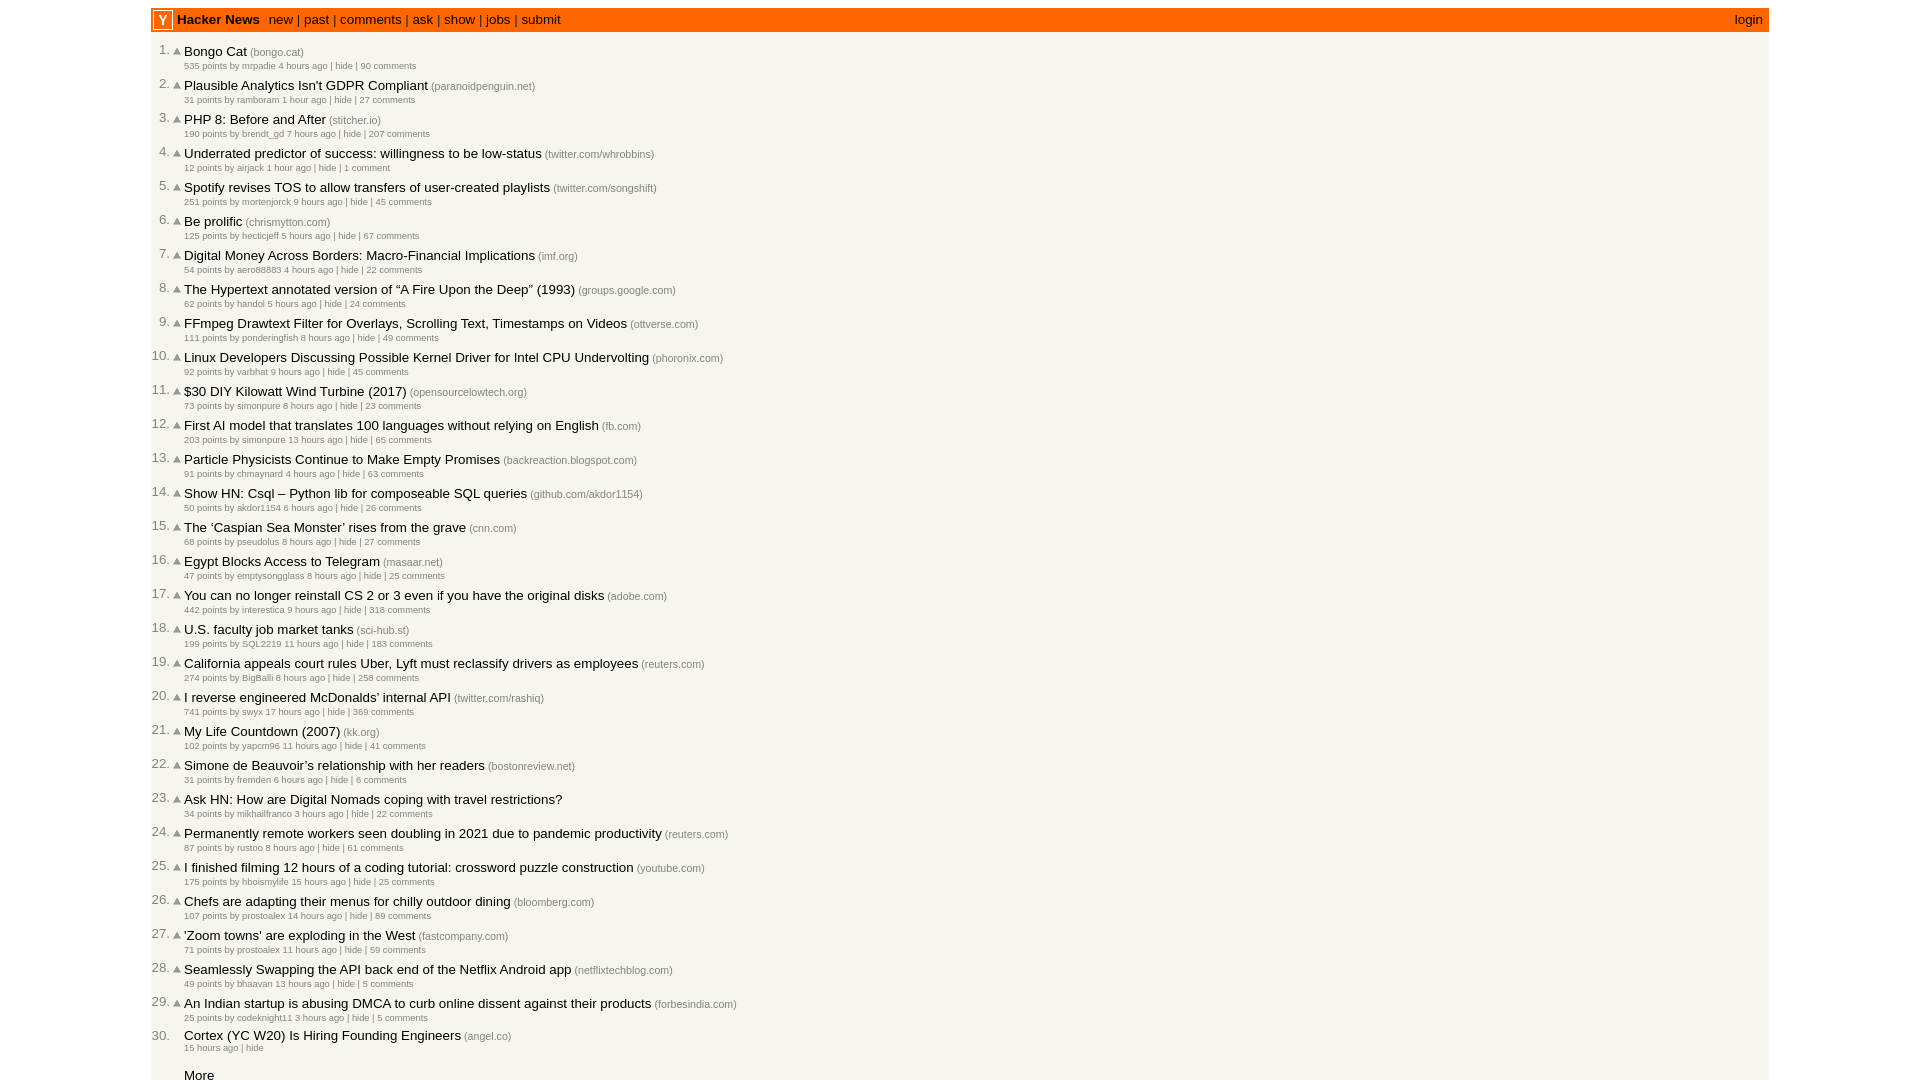 Y Hacker News new | past | comments | ask | show | jobs | submit login
1. Bongo Cat (bongo.cat)
535 points by mrpadie 4 hours ago | hide | 90 comments
2. Plausible Analytics Isn't GDPR Compliant (paranoidpenguin.net)
31 points by ramboram 1 hour ago | hide | 27 comments
3. PHP 8: Before and After (stitcher.io)
190 points by brendt_gd 7 hours ago | hide | 207 comments
4. Underrated predictor of success: willingness to be low-status (twitter.com/whrobbins)
12 points by airjack 1 hour ago | hide | 1 comment
5. Spotify revises TOS to allow transfers of user-created playlists (twitter.com/songshift)
251 points by mortenjorck 9 hours ago | hide | 45 comments
6. Be prolific (chrismytton.com)
125 points by hecticjeff 5 hours ago | hide | 67 comments
7. Digital Money Across Borders: Macro-Financial Implications (imf.org)
54 points by aero88883 4 hours ago | hide | 22 comments
8. The Hypertext annotated version of “A Fire Upon the Deep” (1993) (groups.google.com)
62 points by handol 5 hours ago | hide | 24 comments
9. FFmpeg Drawtext Filter for Overlays, Scrolling Text, Timestamps on Videos (ottverse.com)
111 points by ponderingfish 8 hours ago | hide | 49 comments
10. Linux Developers Discussing Possible Kernel Driver for Intel CPU Undervolting (phoronix.com)
92 points by varbhat 9 hours ago | hide | 45 comments
11. $30 DIY Kilowatt Wind Turbine (2017) (opensourcelowtech.org)
73 points by simonpure 8 hours ago | hide | 23 comments
12. First AI model that translates 100 languages without relying on English (fb.com)
203 points by simonpure 13 hours ago | hide | 65 comments
13. Particle Physicists Continue to Make Empty Promises (backreaction.blogspot.com)
91 points by chmaynard 4 hours ago | hide | 63 comments
14. Show HN: Csql – Python lib for composeable SQL queries (github.com/akdor1154)
50 points by akdor1154 6 hours ago | hide | 26 comments
15. The ‘Caspian Sea Monster’ rises from the grave (cnn.com)
68 points by pseudolus 8 hours ago | hide | 27 comments
16. Egypt Blocks Access to Telegram (masaar.net)
47 points by emptysongglass 8 hours ago | hide | 25 comments
17. You can no longer reinstall CS 2 or 3 even if you have the original disks (adobe.com)
442 points by interestica 9 hours ago | hide | 318 comments
18. U.S. faculty job market tanks (sci-hub.st)
199 points by SQL2219 11 hours ago | hide | 183 comments
19. California appeals court rules Uber, Lyft must reclassify drivers as employees (reuters.com)
274 points by BigBalli 8 hours ago | hide | 258 comments
20. I reverse engineered McDonalds’ internal API (twitter.com/rashiq)
741 points by swyx 17 hours ago | hide | 369 comments
21. My Life Countdown (2007) (kk.org)
102 points by yapcm96 11 hours ago | hide | 41 comments
22. Simone de Beauvoir’s relationship with her readers (bostonreview.net)
31 points by fremden 6 hours ago | hide | 6 comments
23. Ask HN: How are Digital Nomads coping with travel restrictions?
34 points by mikhailfranco 3 hours ago | hide | 22 comments
24. Permanently remote workers seen doubling in 2021 due to pandemic productivity (reuters.com)
87 points by rustoo 8 hours ago | hide | 61 comments
25. I finished filming 12 hours of a coding tutorial: crossword puzzle construction (youtube.com)
175 points by hboismylife 15 hours ago | hide | 25 comments
26. Chefs are adapting their menus for chilly outdoor dining (bloomberg.com)
107 points by prostoalex 14 hours ago | hide | 89 comments
27. 'Zoom towns' are exploding in the West (fastcompany.com)
71 points by prostoalex 11 hours ago | hide | 59 comments
28. Seamlessly Swapping the API back end of the Netflix Android app (netflixtechblog.com)
49 points by bhaavan 13 hours ago | hide | 5 comments
29. An Indian startup is abusing DMCA to curb online dissent against their products (forbesindia.com)
25 points by codeknight11 3 hours ago | hide | 5 comments
30. Cortex (YC W20) Is Hiring Founding Engineers (angel.co)
15 hours ago | hide
More